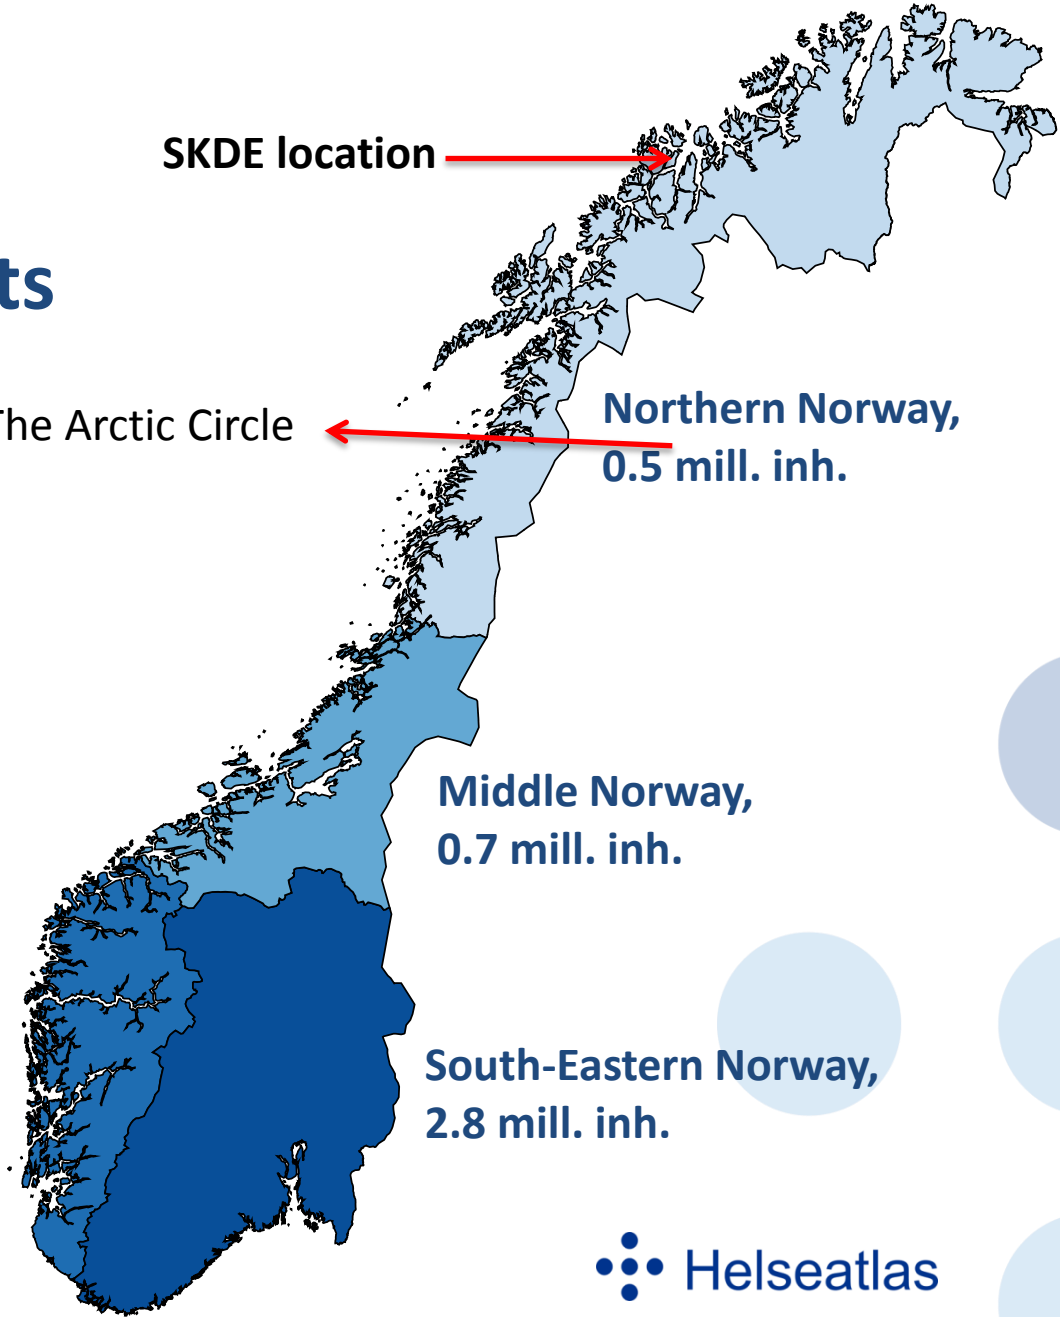 SKDE location
ts
The Arctic Circle
Northern Norway,
0.5 mill. inh.
Middle Norway,
0.7 mill. inh.
South-Eastern Norway,
2.8 mill. inh.
Helseatlas